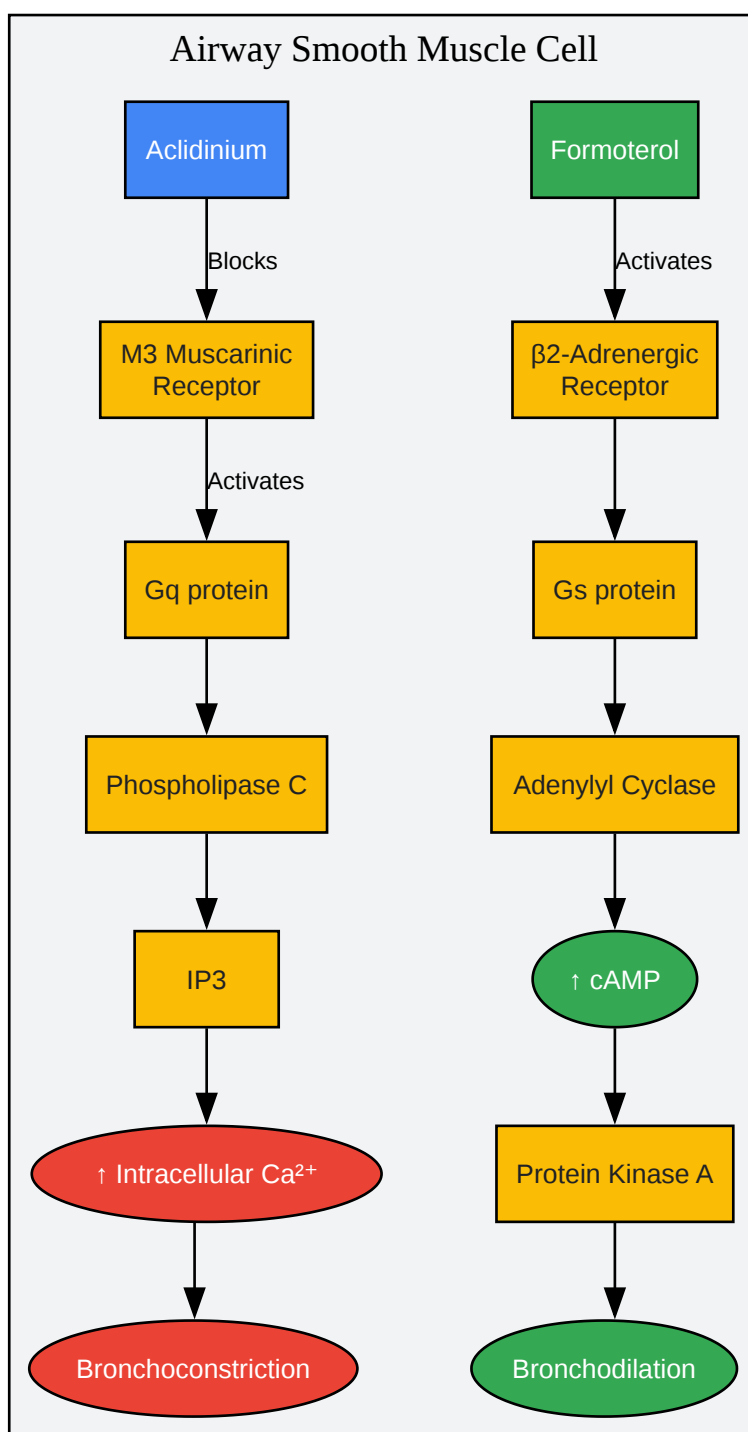 Airway Smooth Muscle Cell
Aclidinium
Formoterol
Blocks
Activates
M3 Muscarinic
Receptor
β2-Adrenergic
Receptor
Activates
Gq protein
Gs protein
Phospholipase C
Adenylyl Cyclase
IP3
↑ cAMP
↑ Intracellular Ca²⁺
Protein Kinase A
Bronchoconstriction
Bronchodilation